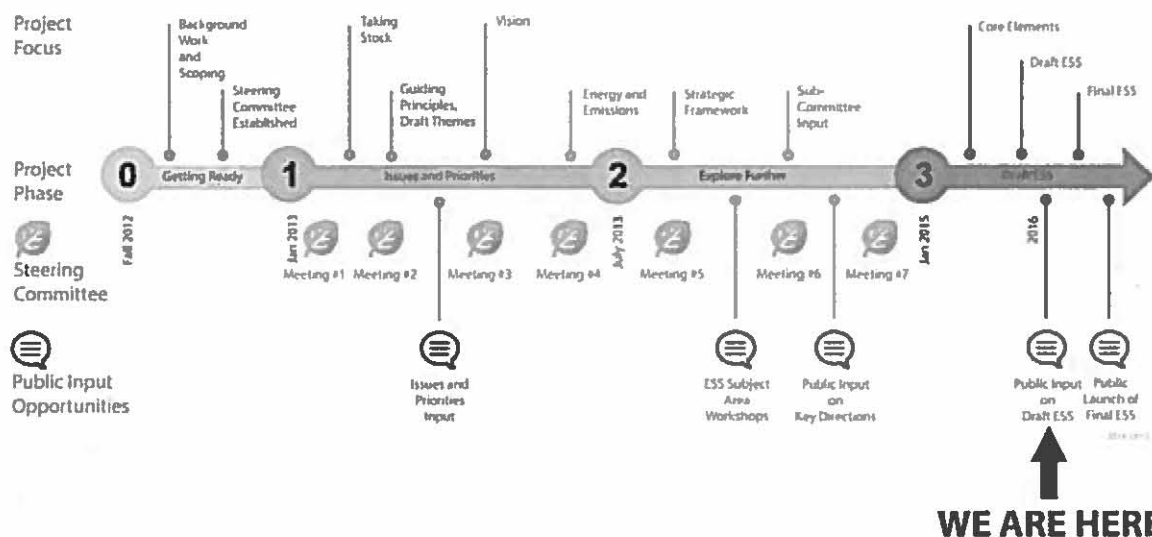 Project
Focus
Background
Work
and
Scoping
Steering
Committee
Established
Taking
Stock
Guiding
Principles,
Draft Themes
Vision
Energy and
Emissions
Strategic
Framework
Sub-
Committee
Input
Core Elements
Draft ESS
Final ESS
Project
Phase
0
Getting Ready
1
Issues and Priorities
2
Explore Further
3
Draft ESS
Fall 2012
Jan 2013
July 2013
Jan 2015
2016
Steering
Committee
Meeting #1
Meeting #2
Meeting #3
Meeting #4
Meeting #5
Meeting #6
Meeting #7
Public Input
Opportunities
Issues and
Priorities
Input
ESS Subject
Area
Workshops
Public Input
on
Key Directions
Public Input
on
Draft ESS
Public
Launch of
Final ESS
WE ARE HERE